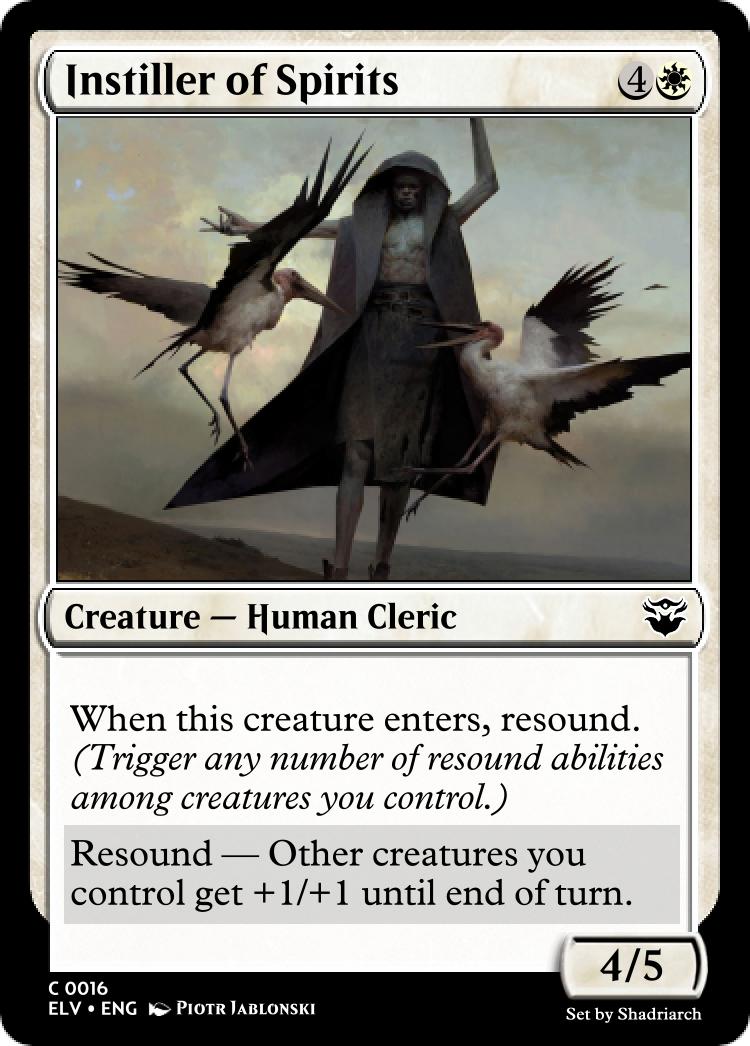 Instiller of Spirits 4
Creature — Human Cleric
When this creature enters, resound.
(Trigger any number of resound abilities
among creatures you control.)
Resound — Other creatures you
control get +1/+1 until end of turn.
4/5
C 0016
ELV • ENG Piotr Jablonski
Set by Shadriarch